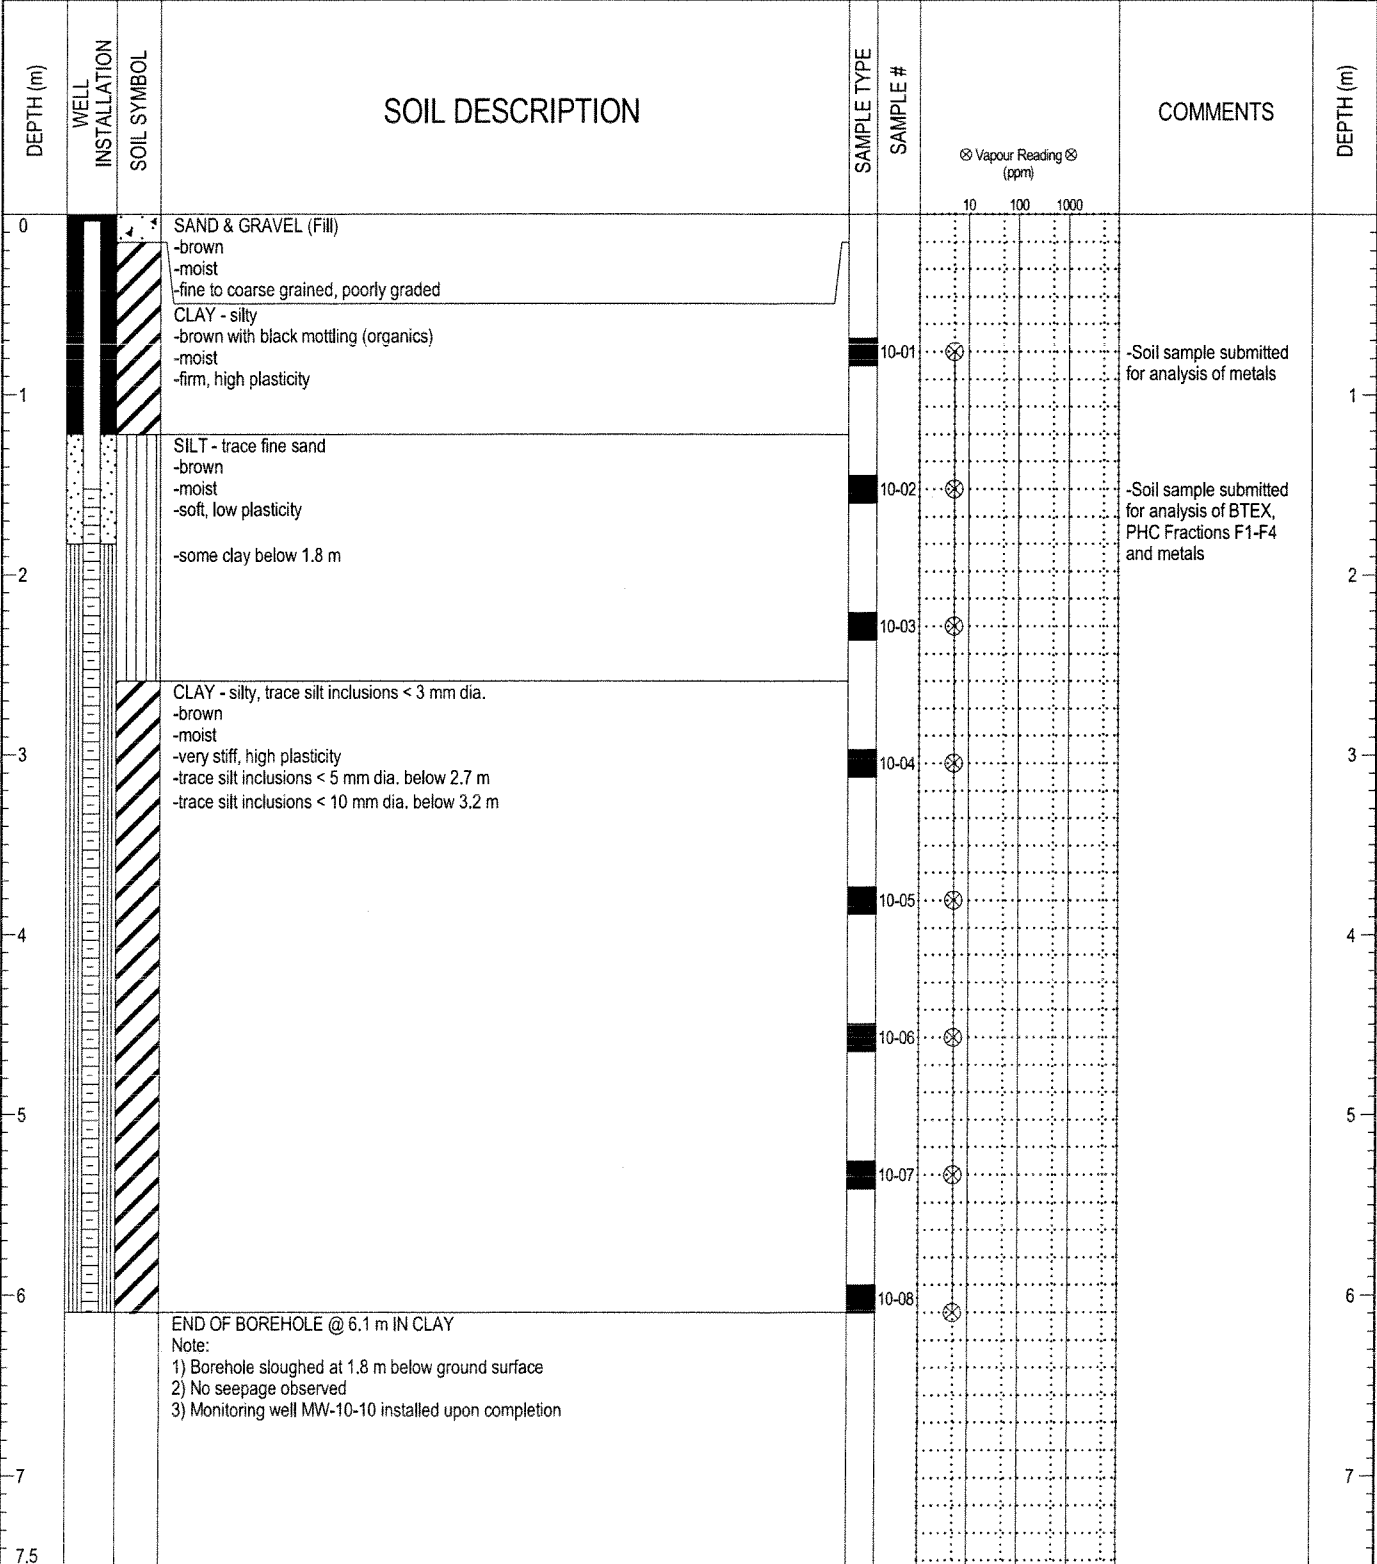 DEPTH (m)
WELL
INSTALLATION
SOIL SYMBOL
SOIL DESCRIPTION
SAMPLE TYPE
SAMPLE #
⊗ Vapour Reading ⊗
(ppm)
10 100 1000
COMMENTS
DEPTH (m)
0
SAND & GRAVEL (Fill)
-brown
-moist
-fine to coarse grained, poorly graded
CLAY - silty
-brown with black mottling (organics)
-moist
-firm, high plasticity
10-01
-Soil sample submitted
for analysis of metals
1
1
SILT - trace fine sand
-brown
-moist
-soft, low plasticity
-some clay below 1.8 m
10-02
-Soil sample submitted
for analysis of BTEX,
PHC Fractions F1-F4
and metals
2
2
10-03
CLAY - silty, trace silt inclusions < 3 mm dia.
-brown
-moist
-very stiff, high plasticity
-trace silt inclusions < 5 mm dia. below 2.7 m
-trace silt inclusions < 10 mm dia. below 3.2 m
3
10-04
3
10-05
4
4
10-06
5
5
10-07
6
10-08
6
END OF BOREHOLE @ 6.1 m IN CLAY
Note:
1) Borehole sloughed at 1.8 m below ground surface
2) No seepage observed
3) Monitoring well MW-10-10 installed upon completion
7
7
7.5